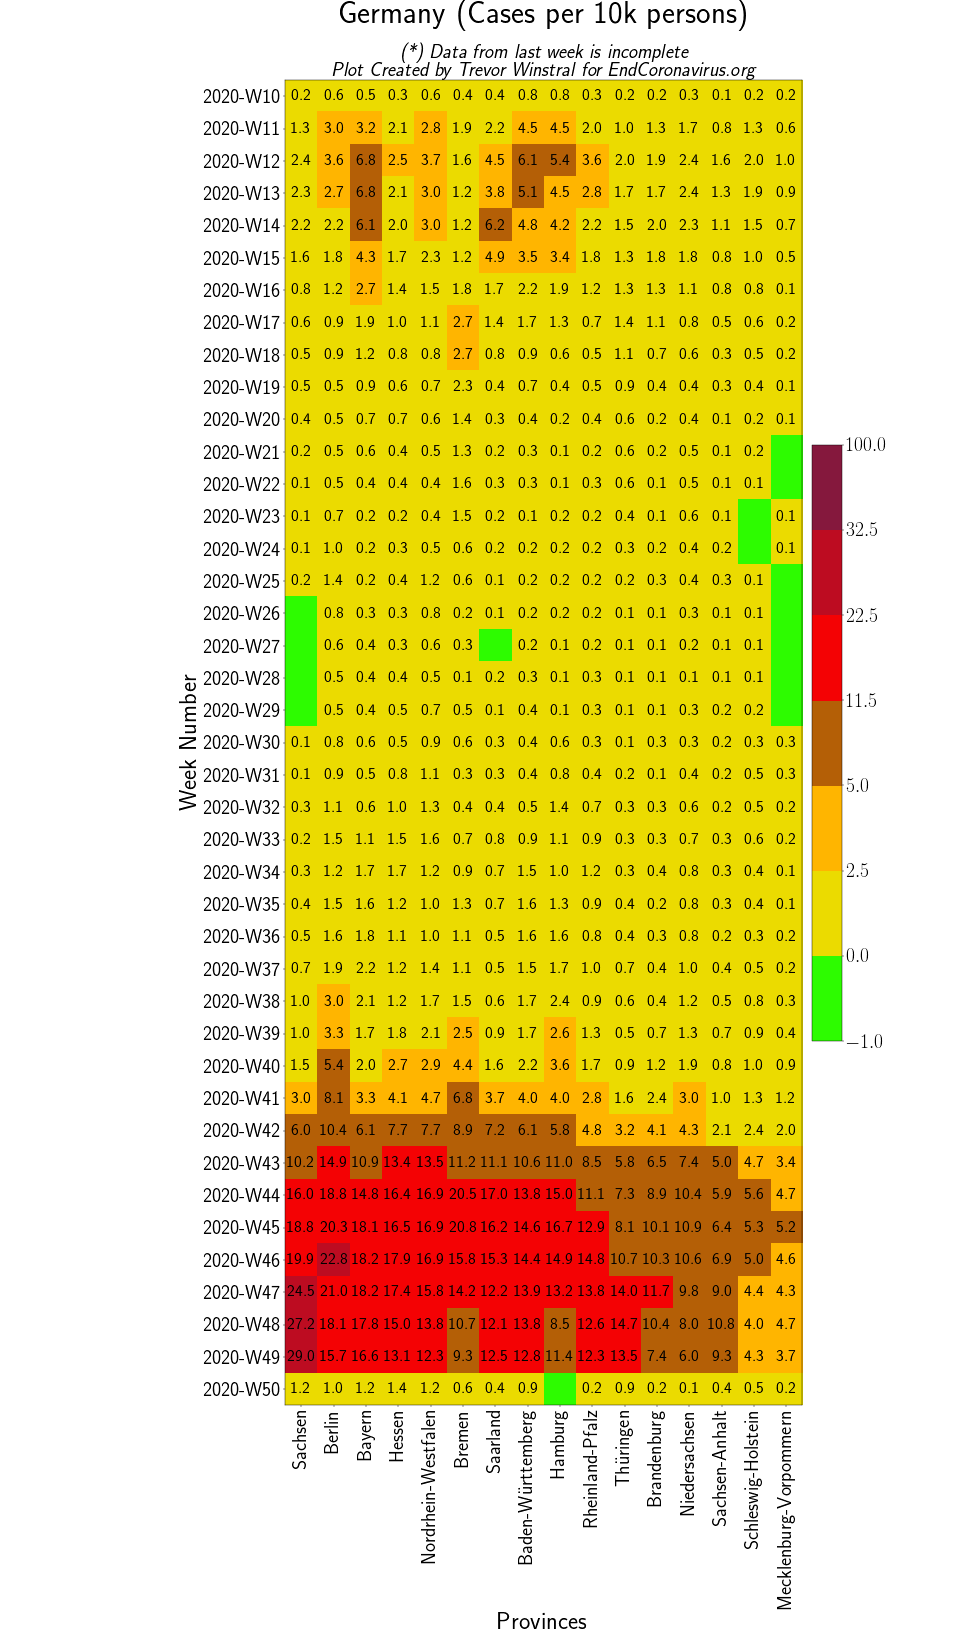 Germany (Cases per 10k persons)
(*) Data from last week is incomplete
Plot Created by Trevor Winstral for EndCoronavirus.org
2020-W10 0.2 0.6 0.5 0.3 0.6 0.4 0.4 0.8 0.8 0.3 0.2 0.2 0.3 0.1 0.2 0.2
2020-W11 1.3 3.0 3.2 2.1 2.8 1.9 2.2 4.5 4.5 2.0 1.0 1.3 1.7 0.8 1.3 0.6
2020-W12 2.4 3.6 6.8 2.5 3.7 1.6 4.5 6.1 5.4 3.6 2.0 1.9 2.4 1.6 2.0 1.0
2020-W13 2.3 2.7 6.8 2.1 3.0 1.2 3.8 5.1 4.5 2.8 1.7 1.7 2.4 1.3 1.9 0.9
2020-W14 2.2 2.2 6.1 2.0 3.0 1.2 6.2 4.8 4.2 2.2 1.5 2.0 2.3 1.1 1.5 0.7
2020-W15 1.6 1.8 4.3 1.7 2.3 1.2 4.9 3.5 3.4 1.8 1.3 1.8 1.8 0.8 1.0 0.5
2020-W16 0.8 1.2 2.7 1.4 1.5 1.8 1.7 2.2 1.9 1.2 1.3 1.3 1.1 0.8 0.8 0.1
2020-W17 0.6 0.9 1.9 1.0 1.1 2.7 1.4 1.7 1.3 0.7 1.4 1.1 0.8 0.5 0.6 0.2
2020-W18 0.5 0.9 1.2 0.8 0.8 2.7 0.8 0.9 0.6 0.5 1.1 0.7 0.6 0.3 0.5 0.2
2020-W19 0.5 0.5 0.9 0.6 0.7 2.3 0.4 0.7 0.4 0.5 0.9 0.4 0.4 0.3 0.4 0.1
2020-W20 0.4 0.5 0.7 0.7 0.6 1.4 0.3 0.4 0.2 0.4 0.6 0.2 0.4 0.1 0.2 0.1
2020-W21 0.2 0.5 0.6 0.4 0.5 1.3 0.2 0.3 0.1 0.2 0.6 0.2 0.5 0.1 0.2
2020-W22 0.1 0.5 0.4 0.4 0.4 1.6 0.3 0.3 0.1 0.3 0.6 0.1 0.5 0.1 0.1
2020-W23 0.1 0.7 0.2 0.2 0.4 1.5 0.2 0.1 0.2 0.2 0.4 0.1 0.6 0.1 0.1
2020-W24 0.1 1.0 0.2 0.3 0.5 0.6 0.2 0.2 0.2 0.2 0.3 0.2 0.4 0.2 0.1
2020-W25 0.2 1.4 0.2 0.4 1.2 0.6 0.1 0.2 0.2 0.2 0.2 0.3 0.4 0.3 0.1
2020-W26 0.8 0.3 0.3 0.8 0.2 0.1 0.2 0.2 0.2 0.1 0.1 0.3 0.1 0.1
2020-W27 0.6 0.4 0.3 0.6 0.3 0.2 0.1 0.2 0.1 0.1 0.2 0.1 0.1
2020-W28 0.5 0.4 0.4 0.5 0.1 0.2 0.3 0.1 0.3 0.1 0.1 0.1 0.1 0.1
2020-W29 0.5 0.4 0.5 0.7 0.5 0.1 0.4 0.1 0.3 0.1 0.1 0.3 0.2 0.2
2020-W30 0.1 0.8 0.6 0.5 0.9 0.6 0.3 0.4 0.6 0.3 0.1 0.3 0.3 0.2 0.3 0.3
2020-W31 0.1 0.9 0.5 0.8 1.1 0.3 0.3 0.4 0.8 0.4 0.2 0.1 0.4 0.2 0.5 0.3
2020-W32 0.3 1.1 0.6 1.0 1.3 0.4 0.4 0.5 1.4 0.7 0.3 0.3 0.6 0.2 0.5 0.2
2020-W33 0.2 1.5 1.1 1.5 1.6 0.7 0.8 0.9 1.1 0.9 0.3 0.3 0.7 0.3 0.6 0.2
2020-W34 0.3 1.2 1.7 1.7 1.2 0.9 0.7 1.5 1.0 1.2 0.3 0.4 0.8 0.3 0.4 0.1
2020-W35 0.4 1.5 1.6 1.2 1.0 1.3 0.7 1.6 1.3 0.9 0.4 0.2 0.8 0.3 0.4 0.1
2020-W36 0.5 1.6 1.8 1.1 1.0 1.1 0.5 1.6 1.6 0.8 0.4 0.3 0.8 0.2 0.3 0.2
2020-W37 0.7 1.9 2.2 1.2 1.4 1.1 0.5 1.5 1.7 1.0 0.7 0.4 1.0 0.4 0.5 0.2
2020-W38 1.0 3.0 2.1 1.2 1.7 1.5 0.6 1.7 2.4 0.9 0.6 0.4 1.2 0.5 0.8 0.3
2020-W39 1.0 3.3 1.7 1.8 2.1 2.5 0.9 1.7 2.6 1.3 0.5 0.7 1.3 0.7 0.9 0.4
2020-W40 1.5 5.4 2.0 2.7 2.9 4.4 1.6 2.2 3.6 1.7 0.9 1.2 1.9 0.8 1.0 0.9
2020-W41 3.0 8.1 3.3 4.1 4.7 6.8 3.7 4.0 4.0 2.8 1.6 2.4 3.0 1.0 1.3 1.2
2020-W42 6.0 10.4 6.1 7.7 7.7 8.9 7.2 6.1 5.8 4.8 3.2 4.1 4.3 2.1 2.4 2.0
2020-W43 10.2 14.9 10.9 13.4 13.5 11.2 11.1 10.6 11.0 8.5 5.8 6.5 7.4 5.0 4.7 3.4
2020-W44 16.0 18.8 14.8 16.4 16.9 20.5 17.0 13.8 15.0 11.1 7.3 8.9 10.4 5.9 5.6 4.7
2020-W45 18.8 20.3 18.1 16.5 16.9 20.8 16.2 14.6 16.7 12.9 8.1 10.1 10.9 6.4 5.3 5.2
2020-W46 19.9 22.8 18.2 17.9 16.9 15.8 15.3 14.4 14.9 14.8 10.7 10.3 10.6 6.9 5.0 4.6
2020-W47 24.5 21.0 18.2 17.4 15.8 14.2 12.2 13.9 13.2 13.8 14.0 11.7 9.8 9.0 4.4 4.3
2020-W48 27.2 18.1 17.8 15.0 13.8 10.7 12.1 13.8 8.5 12.6 14.7 10.4 8.0 10.8 4.0 4.7
2020-W49 29.0 15.7 16.6 13.1 12.3 9.3 12.5 12.8 11.4 12.3 13.5 7.4 6.0 9.3 4.3 3.7
2020-W50 1.2 1.0 1.2 1.4 1.2 0.6 0.4 0.9 0.2 0.9 0.2 0.1 0.4 0.5 0.2
Week Number
Sachsen
Berlin
Bayern
Hessen
Nordrhein-Westfalen
Bremen
Saarland
Baden-Württemberg
Hamburg
Rheinland-Pfalz
Thüringen
Brandenburg
Niedersachsen
Sachsen-Anhalt
Schleswig-Holstein
Mecklenburg-Vorpommern
Provinces
100.0
32.5
22.5
11.5
5.0
2.5
0.0
−1.0